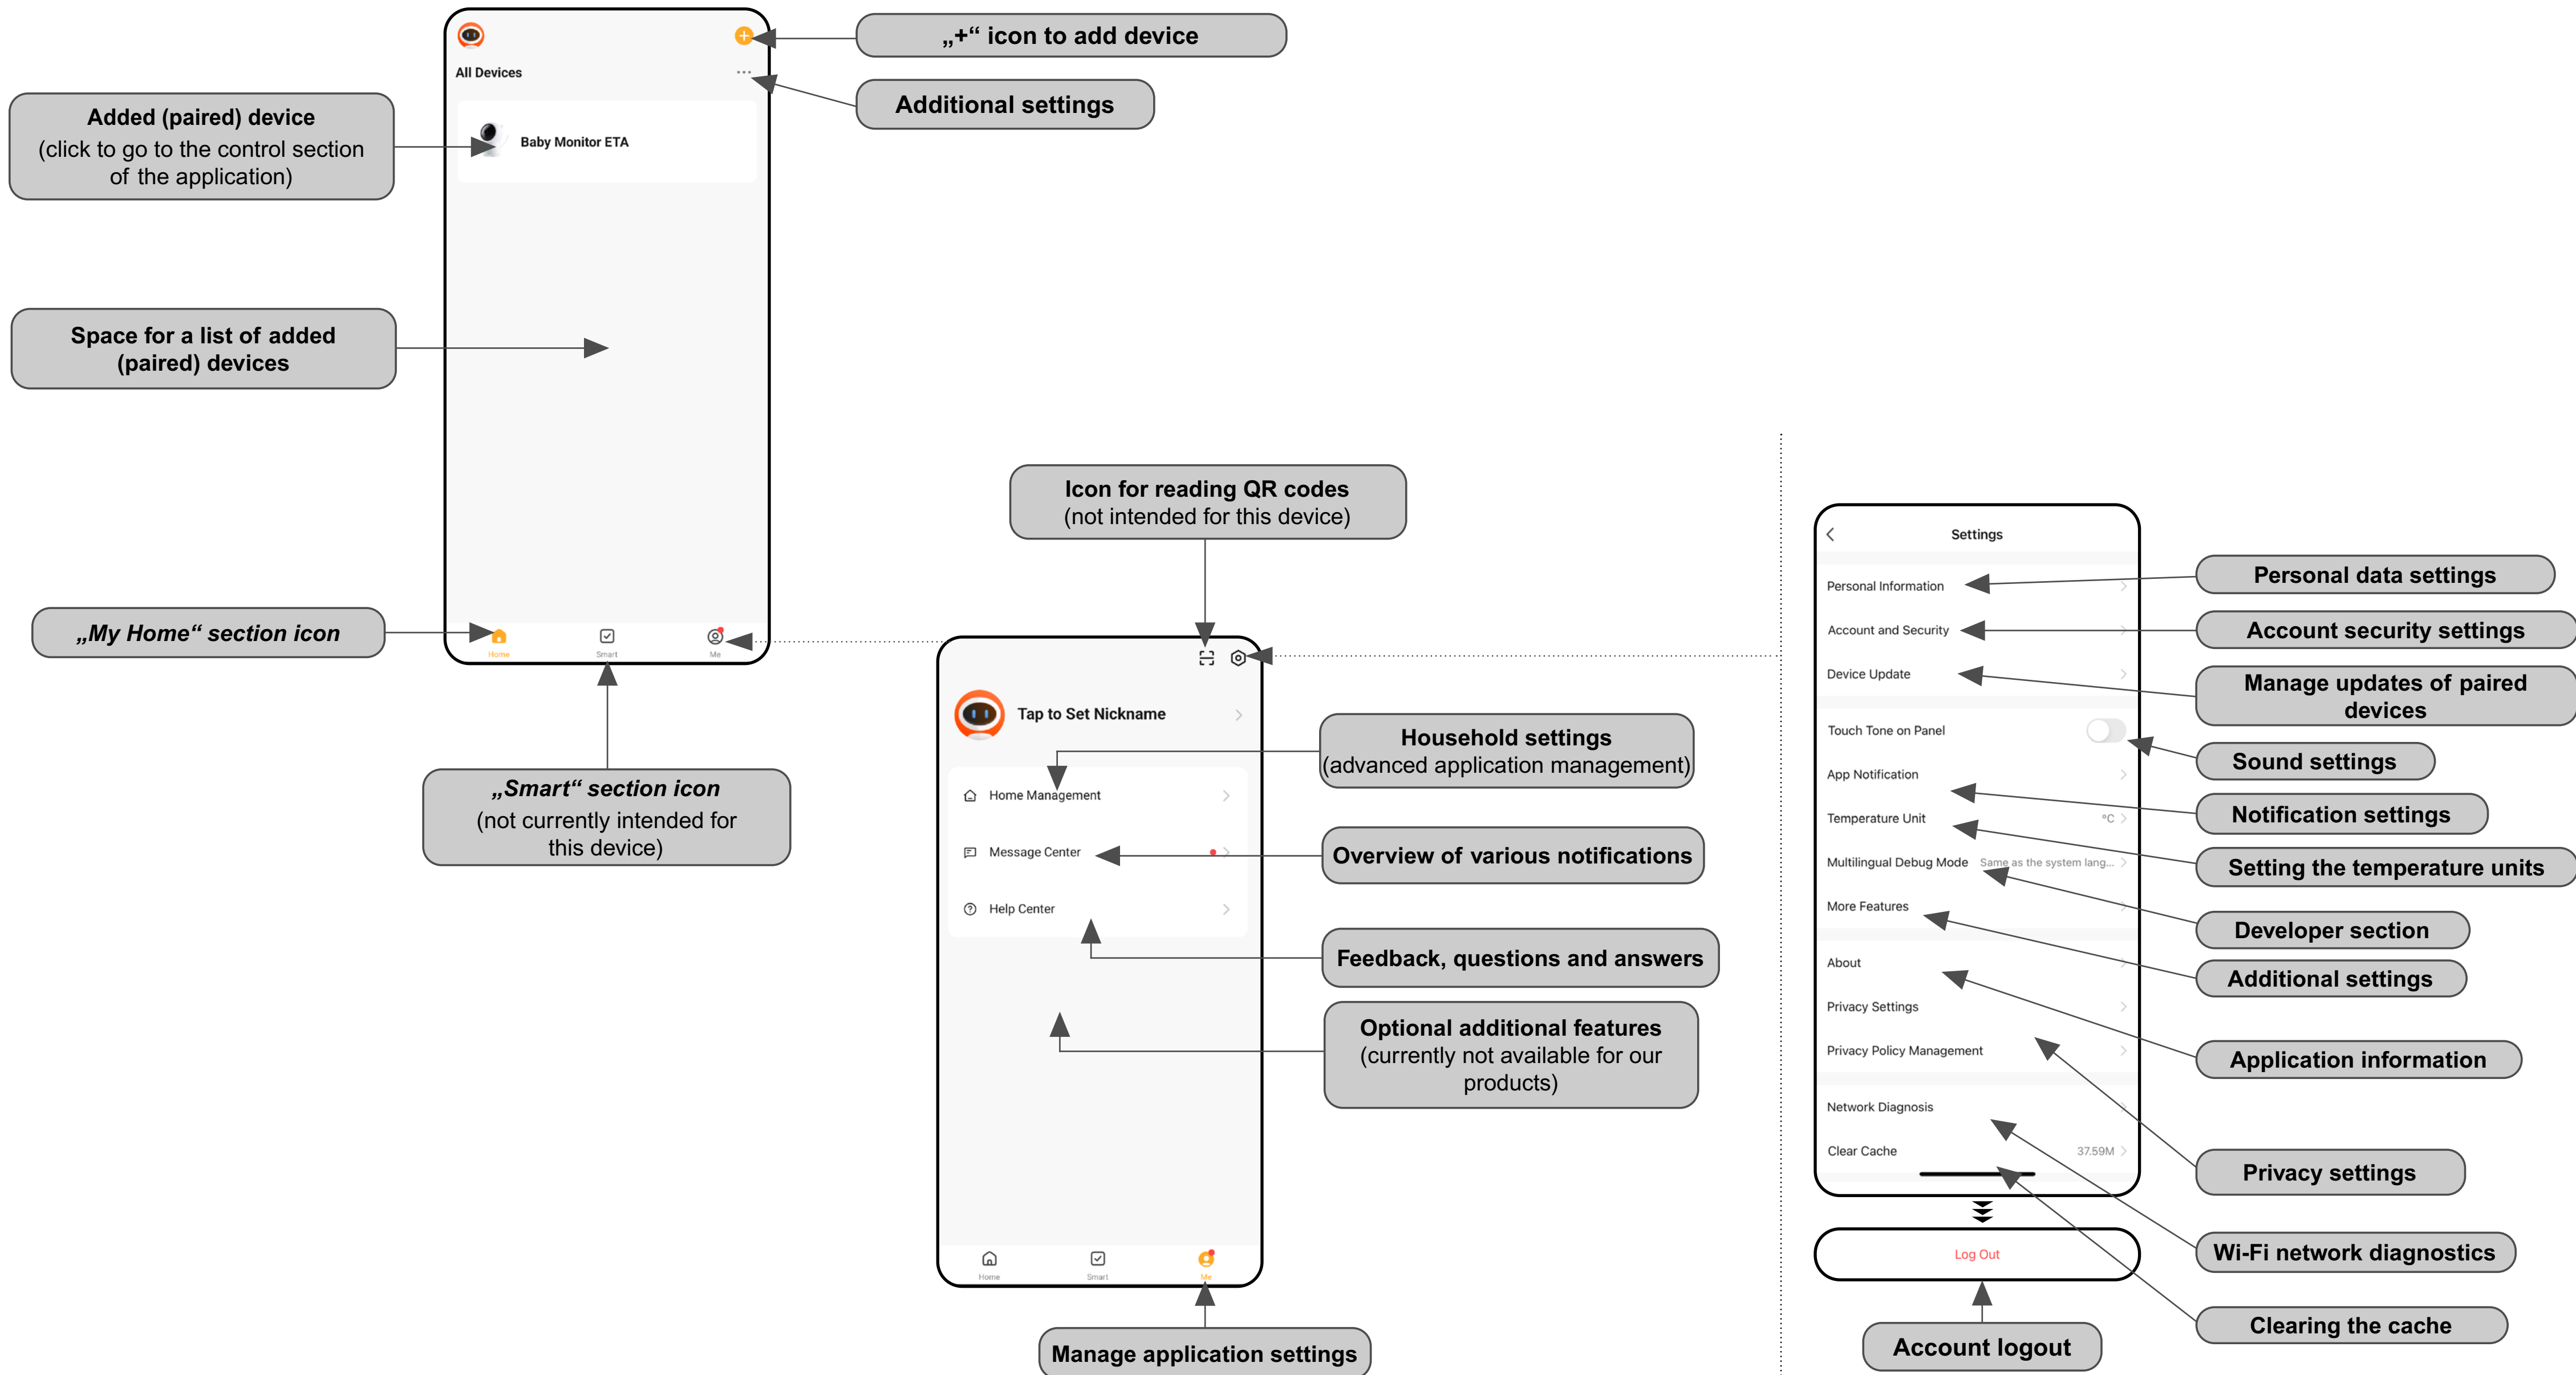 „+“ icon to add device
Additional settings
All Devices
...
Added (paired) device
(click to go to the control section
of the application)
Baby Monitor ETA
Space for a list of added
(paired) devices
„My Home“ section icon
Home
Smart
Me
„Smart“ section icon
(not currently intended for
this device)
Icon for reading QR codes
(not intended for this device)
Tap to Set Nickname
Household settings
(advanced application management)
Home Management
Message Center
Overview of various notifications
Help Center
Feedback, questions and answers
Optional additional features
(currently not available for our
products)
Home
Smart
Me
Manage application settings
Settings
Personal Information
Personal data settings
Account and Security
Account security settings
Device Update
Manage updates of paired
devices
Touch Tone on Panel
Sound settings
App Notification
Notification settings
Temperature Unit
°C
Setting the temperature units
Multilingual Debug Mode
Same as the system lang...
Developer section
More Features
Additional settings
About
Application information
Privacy Settings
Privacy Policy Management
Privacy settings
Network Diagnosis
Wi-Fi network diagnostics
Clear Cache
37.59M
Clearing the cache
Log Out
Account logout